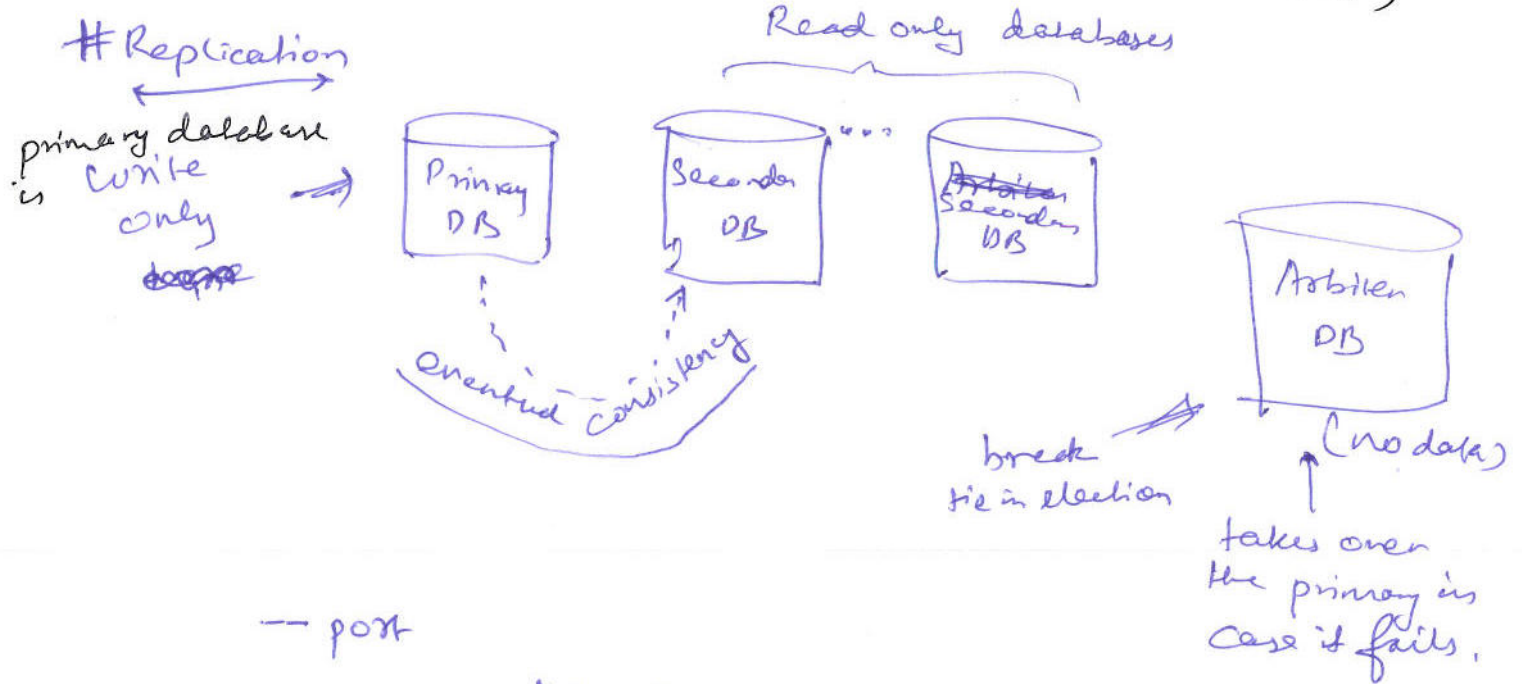 # Replication
Read only databases
primary database
is write
only
Primary
DB
Secondary
DB
....
Arbiter
Secondary
DB
Arbiter
DB
(no data)
eventual consistency
break
tie in election
takes over
the primary in
case it fails.
-- port